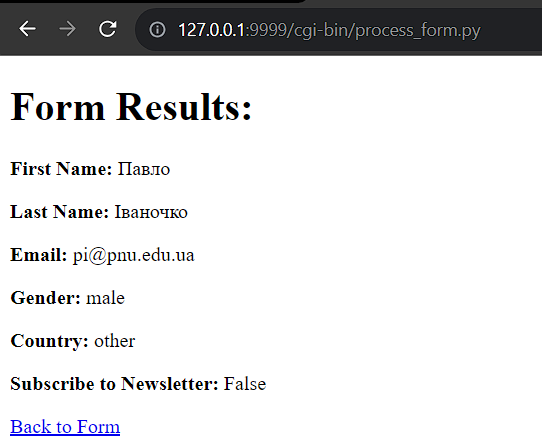 127.0.0.1:9999/cgi-bin/process_form.py
Form Results:
First Name: Павло
Last Name: Іваночко
Email: pi@pnu.edu.ua
Gender: male
Country: other
Subscribe to Newsletter: False
Back to Form